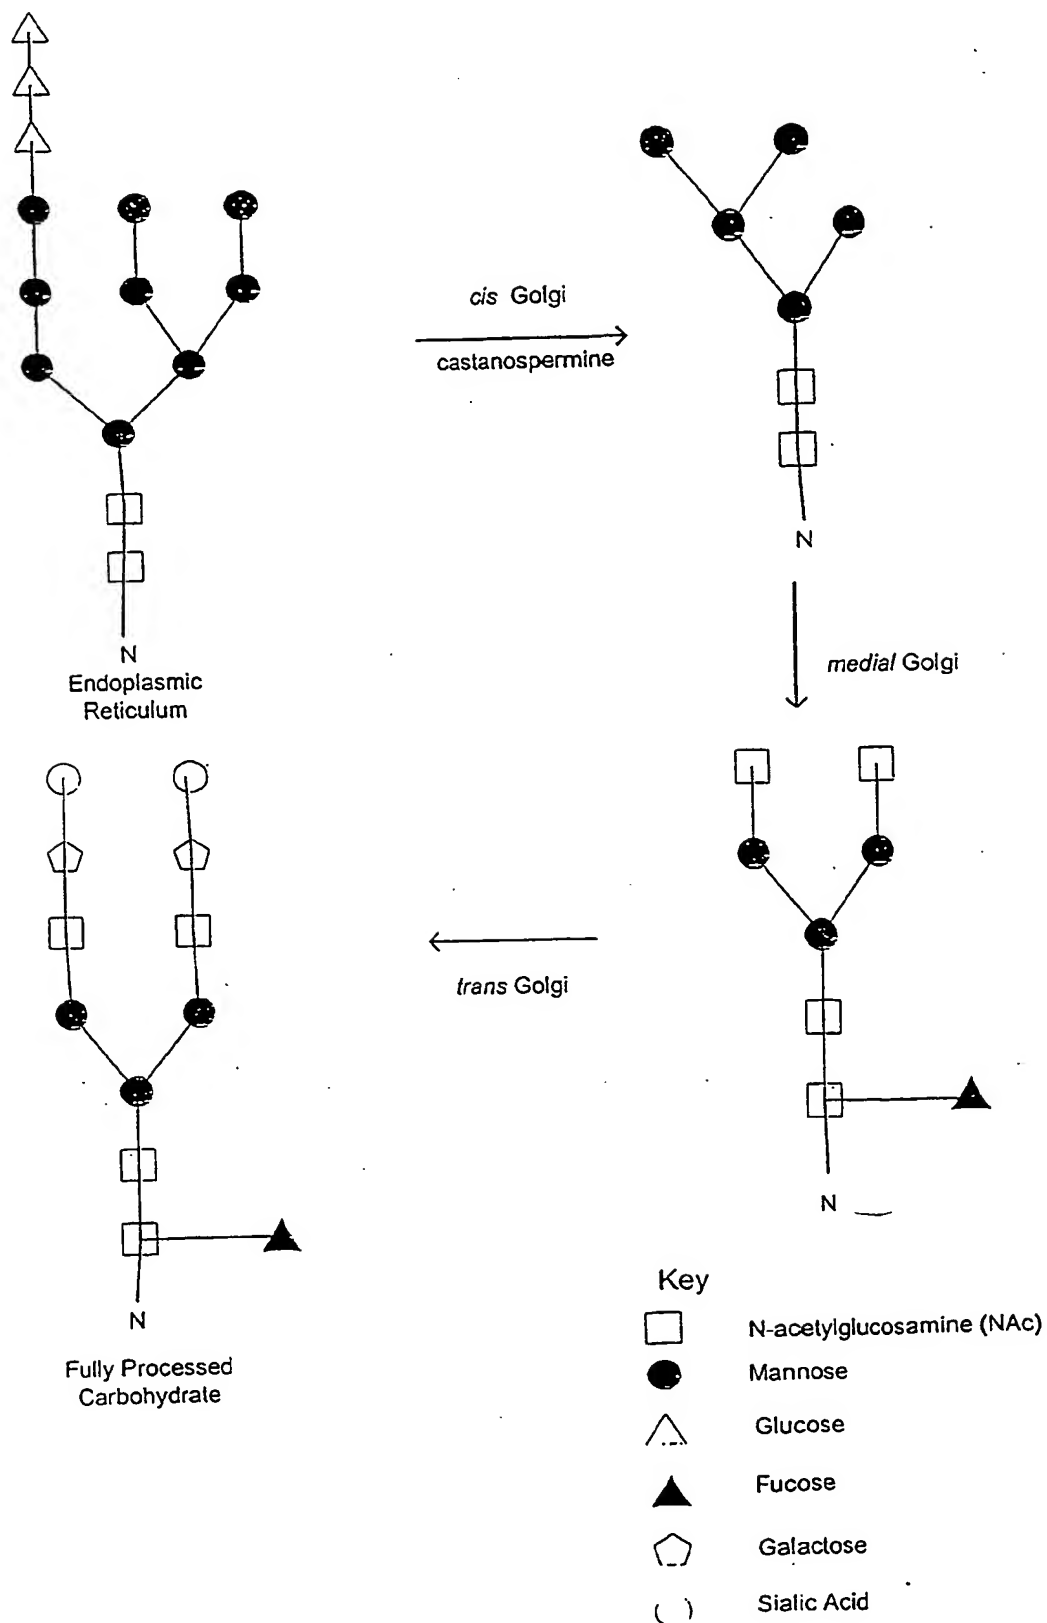 cis Golgi
castanospermine
N
N
Endoplasmic
Reticulum
medial Golgi
trans Golgi
N
N
Fully Processed
Carbohydrate
Key
N-acetylglucosamine (NAc)
Mannose
Glucose
Fucose
Galactose
Sialic Acid